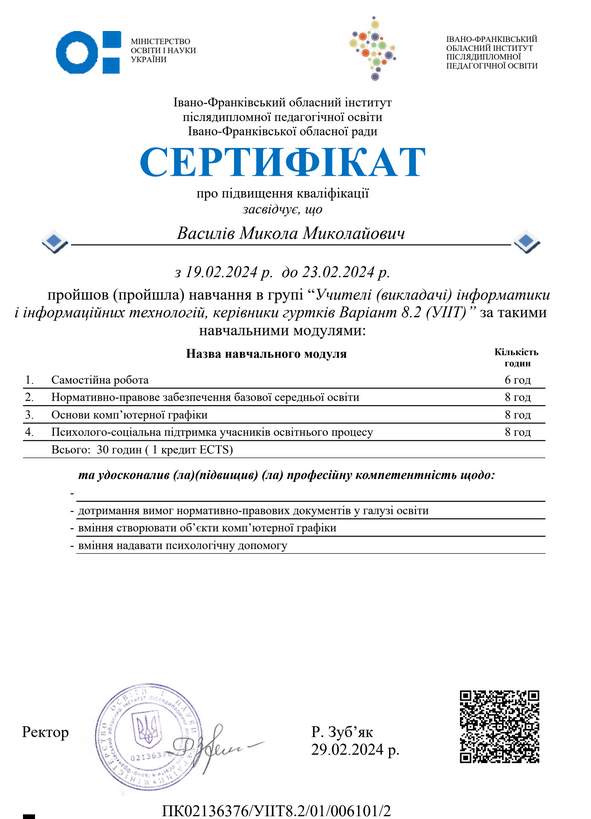 МІНІСТЕРСТВО
ОСВІТИ І НАУКИ
УКРАЇНИ
ІВАНО-ФРАНКІВСЬКИЙ
ОБЛАСНИЙ ІНСТИТУТ
ПІСЛЯДИПЛОМНОЇ
ПЕДАГОГІЧНОЇ ОСВІТИ
Івано-Франківський обласний інститут
післядипломної педагогічної освіти
Івано-Франківської обласної ради
СЕРТИФІКАТ
про підвищення кваліфікації
засвідчує, що
Василів Микола Миколайович
з 19.02.2024 р. до 23.02.2024 р.
пройшов (пройшла) навчання в групі “Учителі (викладачі) інформатики
і інформаційних технологій, керівники гуртків Варіант 8.2 (УІІТ)” за такими
навчальними модулями:
Назва навчального модуля Кількість
годин
1. Самостійна робота 6 год
2. Нормативно-правове забезпечення базової середньої освіти 8 год
3. Основи комп’ютерної графіки 8 год
4. Психолого-соціальна підтримка учасників освітнього процесу 8 год
Всього: 30 годин ( 1 кредит ECTS)
та удосконалив (ла)(підвищив) (ла) професійну компетентність щодо:
-
- дотримання вимог нормативно-правових документів у галузі освіти
- вміння створювати об’єкти комп’ютерної графіки
- вміння надавати психологічну допомогу
Ректор
Р. Зуб’як
29.02.2024 р.
ПК02136376/УІІТ8.2/01/006101/2